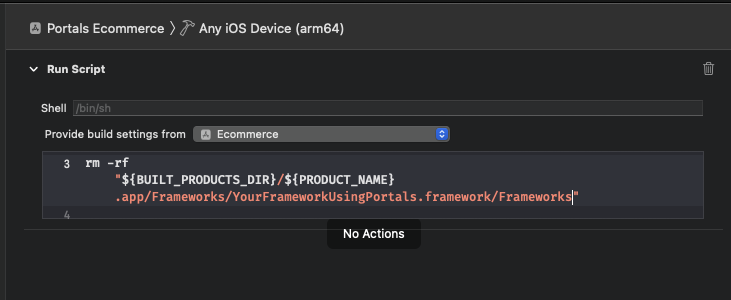 Portals Ecommerce 〉 Any iOS Device (arm64)
Run Script
Shell /bin/sh
Provide build settings from Ecommerce
3 rm -rf
"${BUILT_PRODUCTS_DIR}/${PRODUCT_NAME}
.app/Frameworks/YourFrameworkUsingPortals.framework/Frameworks"
4
No Actions